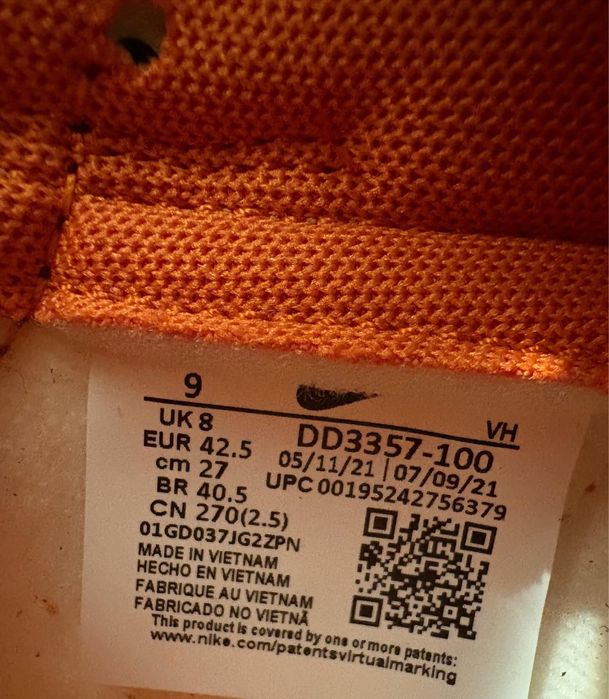 9
VH
UK 8
DD3357-100
EUR 42.5
05/11/21 | 07/09/21
cm 27
UPC 00195242756379
BR 40.5
CN 270(2.5)
01GD037JG2ZPN
MADE IN VIETNAM
HECHO EN VIETNAM
FABRIQUE AU VIETNAM
FABRICADO NO VIETNÃ
This product is covered by one or more patents:
www.nike.com/patentsvirtualmarking